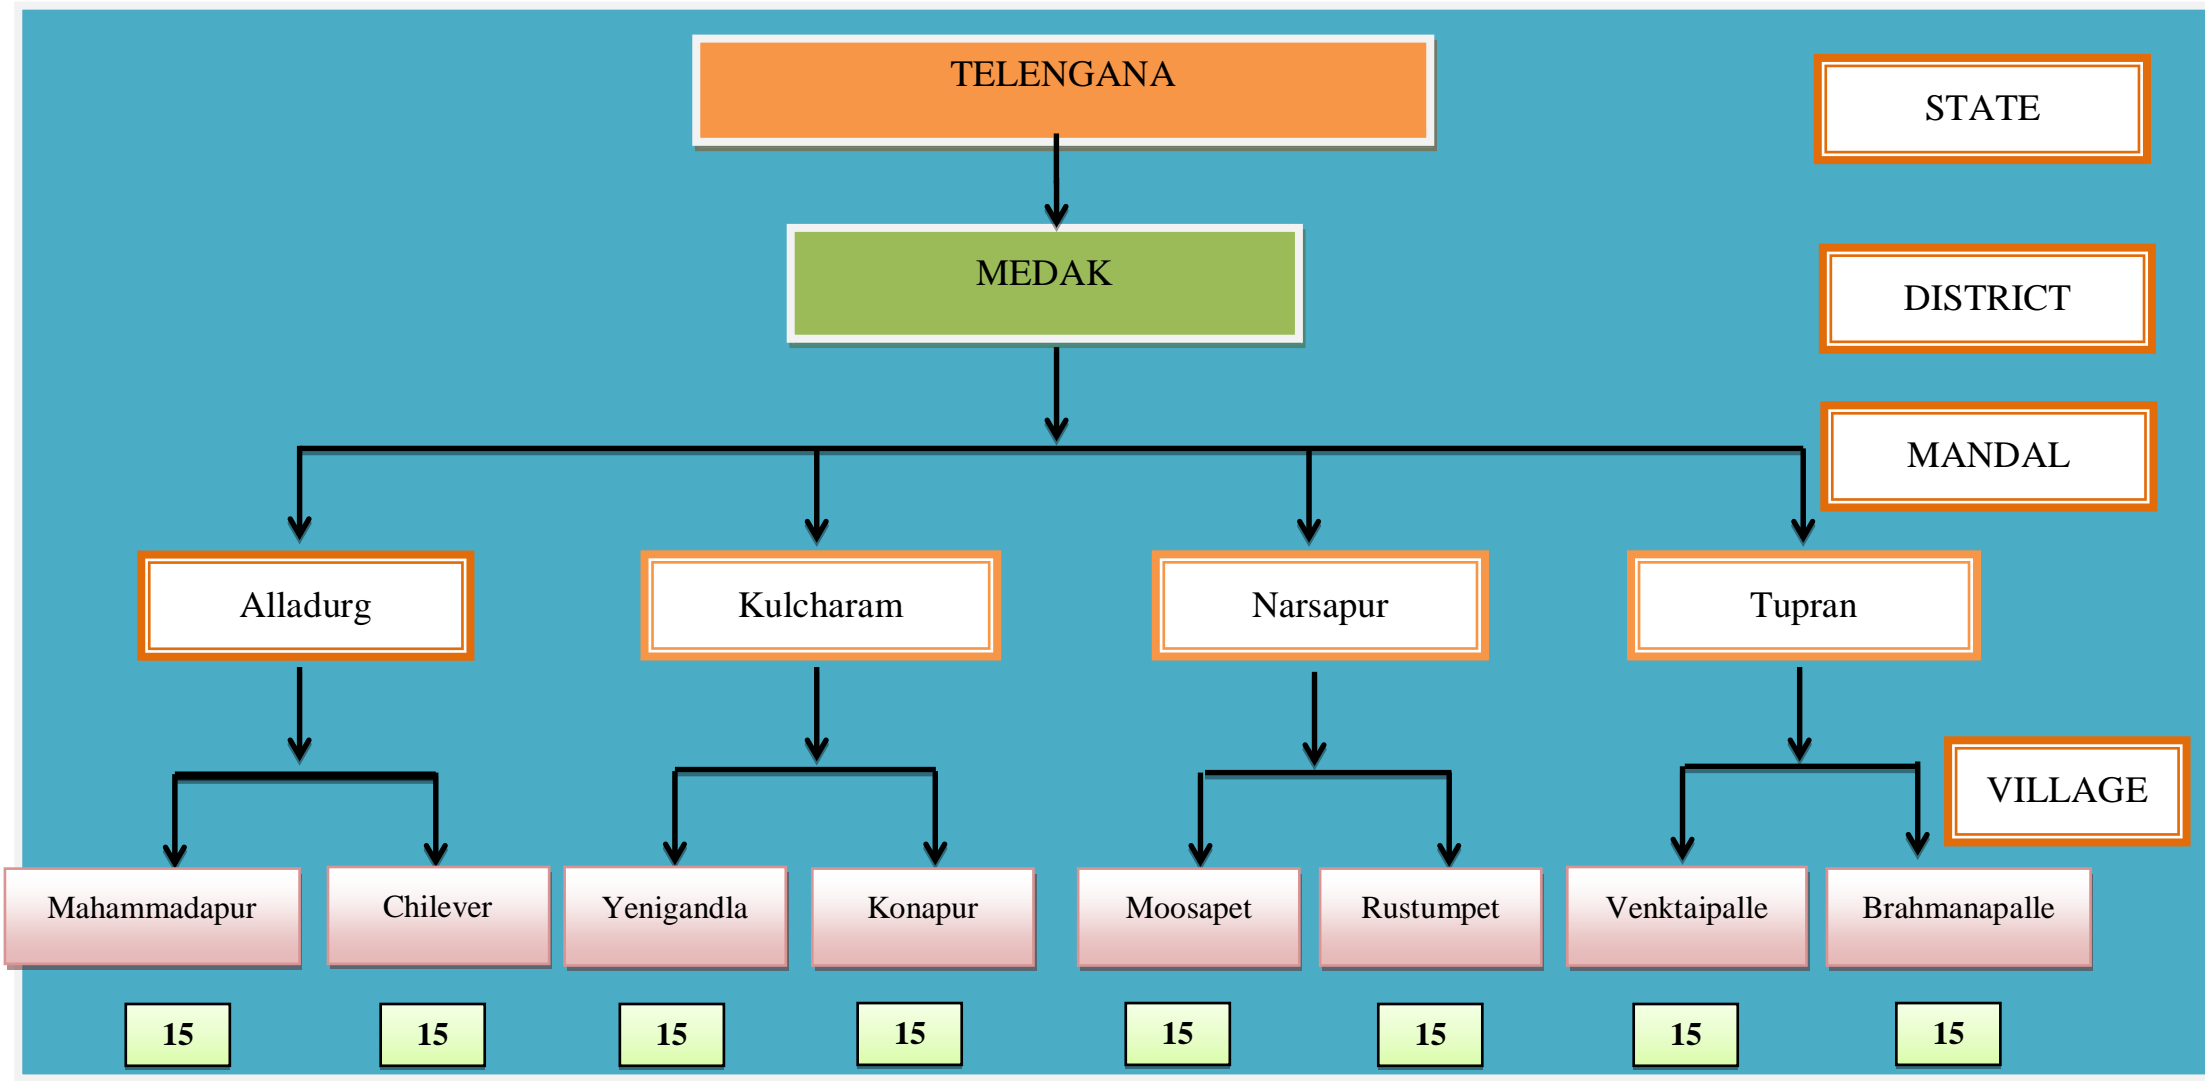 TELENGANA
STATE
MEDAK
DISTRICT
MANDAL
Alladurg
Kulcharam
Narsapur
Tupran
VILLAGE
Mahammadapur
Chilever
Yenigandla
Konapur
Moosapet
Rustumpet
Venktaipalle
Brahmanapalle
15
15
15
15
15
15
15
15